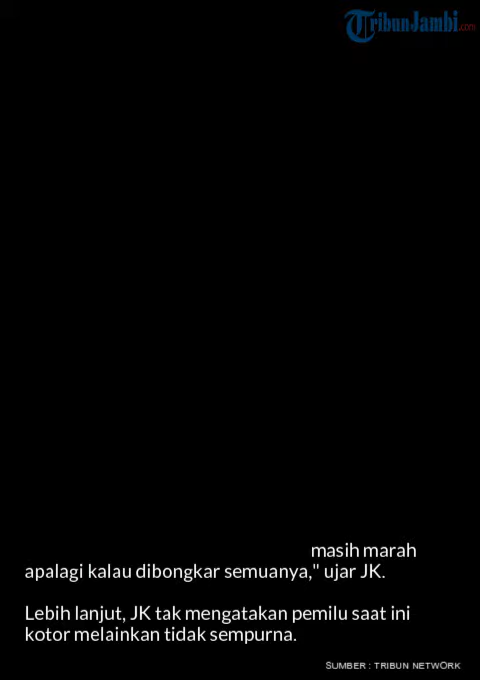 TribunJambi.com
masih marah
apalagi kalau dibongkar semuanya," ujar JK.
Lebih lanjut, JK tak mengatakan pemilu saat ini
kotor melainkan tidak sempurna.
SUMBER : TRIBUN NETWORK